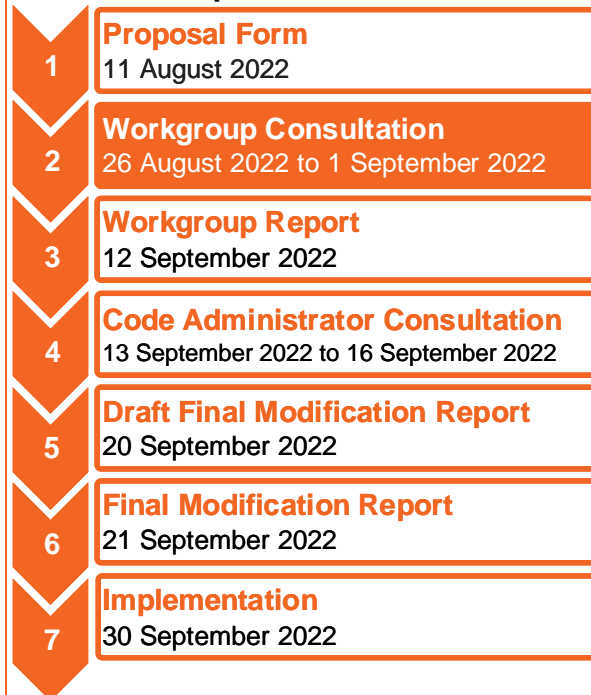 1
Proposal Form
11 August 2022
2
Workgroup Consultation
26 August 2022 to 1 September 2022
3
Workgroup Report
12 September 2022
4
Code Administrator Consultation
13 September 2022 to 16 September 2022
5
Draft Final Modification Report
20 September 2022
6
Final Modification Report
21 September 2022
7
Implementation
30 September 2022